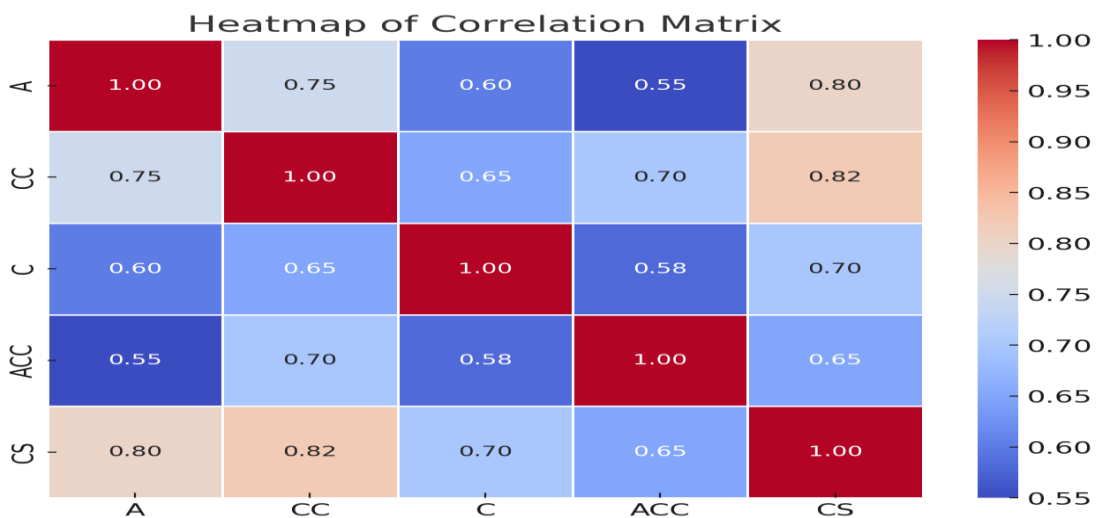 Heatmap of Correlation Matrix
A 1.00 0.75 0.60 0.55 0.80
CC 0.75 1.00 0.65 0.70 0.82
C 0.60 0.65 1.00 0.58 0.70
ACC 0.55 0.70 0.58 1.00 0.65
CS 0.80 0.82 0.70 0.65 1.00
A CC C ACC CS
1.00
0.95
0.90
0.85
0.80
0.75
0.70
0.65
0.60
0.55